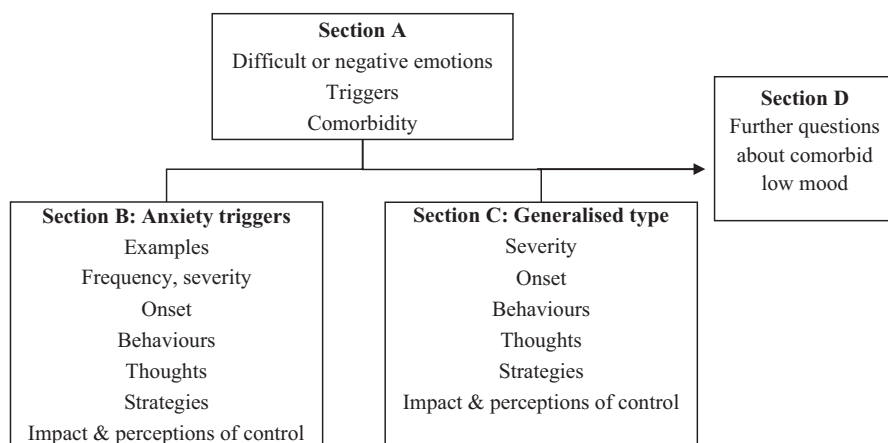 Section A
Difficult or negative emotions
Triggers
Comorbidity
Section D
Further questions
about comorbid
low mood
Section B: Anxiety triggers
Examples
Frequency, severity
Onset
Behaviours
Thoughts
Strategies
Impact & perceptions of control
Section C: Generalised type
Severity
Onset
Behaviours
Thoughts
Strategies
Impact & perceptions of control